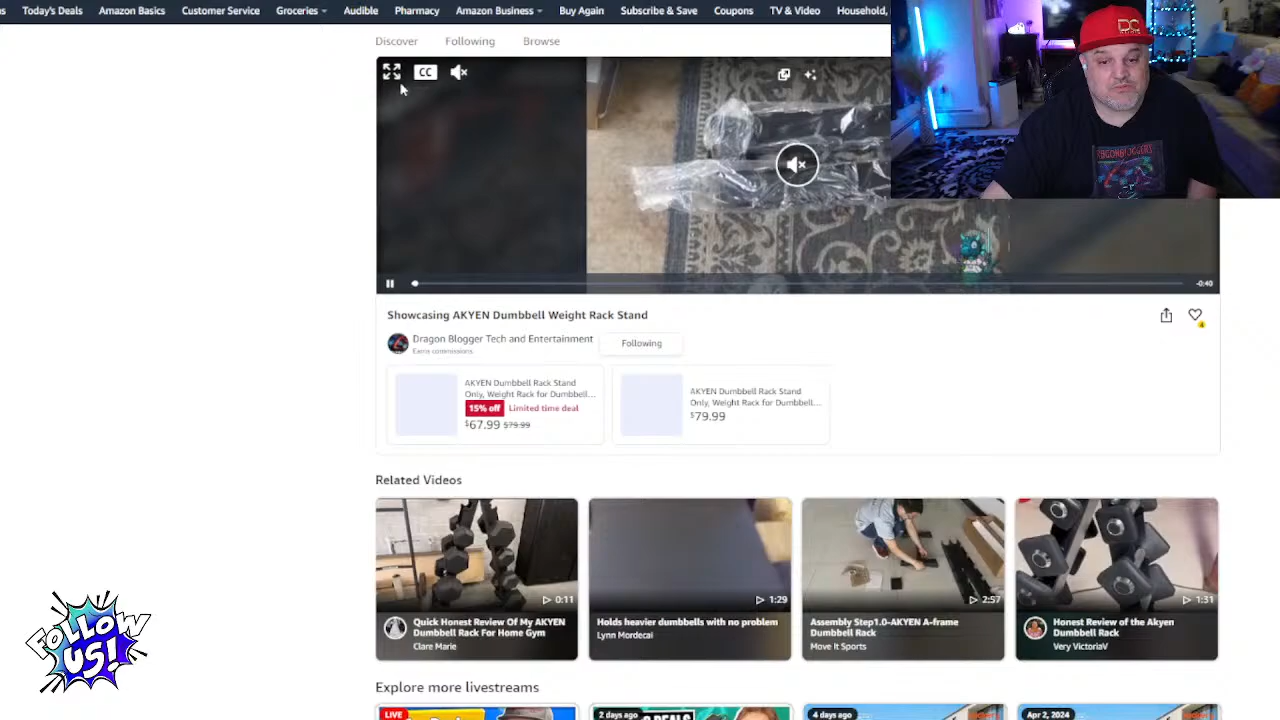 Today's Deals Amazon Basics Customer Service Groceries Audible Pharmacy Amazon Business Buy Again Subscribe & Save Coupons TV & Video Household,
Discover Following Browse
CC
-0:40
Showcasing AKYEN Dumbbell Weight Rack Stand
4
Dragon Blogger Tech and Entertainment
Earns commissions
Following
AKYEN Dumbbell Rack Stand
Only, Weight Rack for Dumbbell...
15% off Limited time deal
$67.99 $79.99
AKYEN Dumbbell Rack Stand
Only, Weight Rack for Dumbbell...
$79.99
Related Videos
0:11
Quick Honest Review Of My AKYEN
Dumbbell Rack For Home Gym
Clare Marie
1:29
Holds heavier dumbbells with no problem
Lynn Mordecai
2:57
Assembly Step1.0-AKYEN A-frame
Dumbbell Rack
Move It Sports
1:31
Honest Review of the Akyen
Dumbbell Rack
Very VictoriaV
FOLLOW
US!
Explore more livestreams
LIVE
2 days ago
4 days ago
Apr 2, 2024